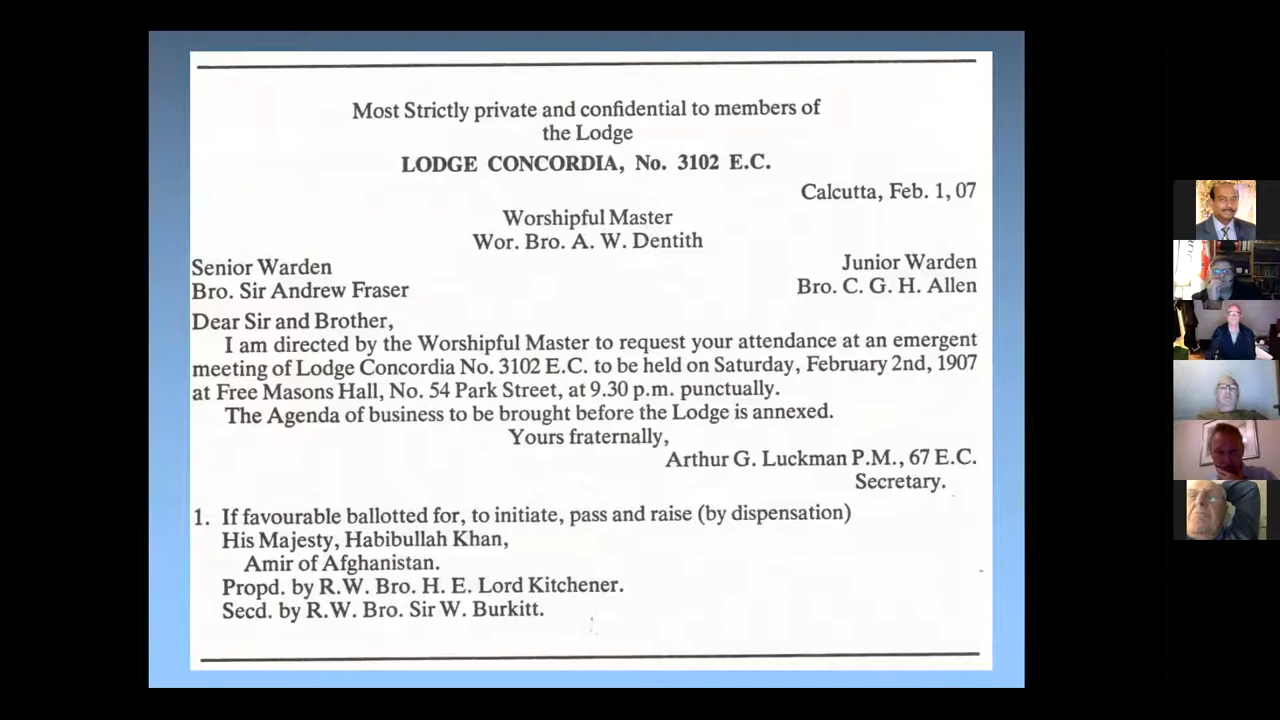 Most Strictly private and confidential to members of
the Lodge
LODGE CONCORDIA, No. 3102 E.C.
Calcutta, Feb. 1, 07
Worshipful Master
Wor. Bro. A. W. Dentith
Senior Warden
Bro. Sir Andrew Fraser
Junior Warden
Bro. C. G. H. Allen
Dear Sir and Brother,
I am directed by the Worshipful Master to request your attendance at an emergent
meeting of Lodge Concordia No. 3102 E.C. to be held on Saturday, February 2nd, 1907
at Free Masons Hall, No. 54 Park Street, at 9.30 p.m. punctually.
The Agenda of business to be brought before the Lodge is annexed.
Yours fraternally,
Arthur G. Luckman P.M., 67 E.C.
Secretary.
1. If favourable ballotted for, to initiate, pass and raise (by dispensation)
His Majesty, Habibullah Khan,
Amir of Afghanistan.
Propd. by R.W. Bro. H. E. Lord Kitchener.
Secd. by R.W. Bro. Sir W. Burkitt.